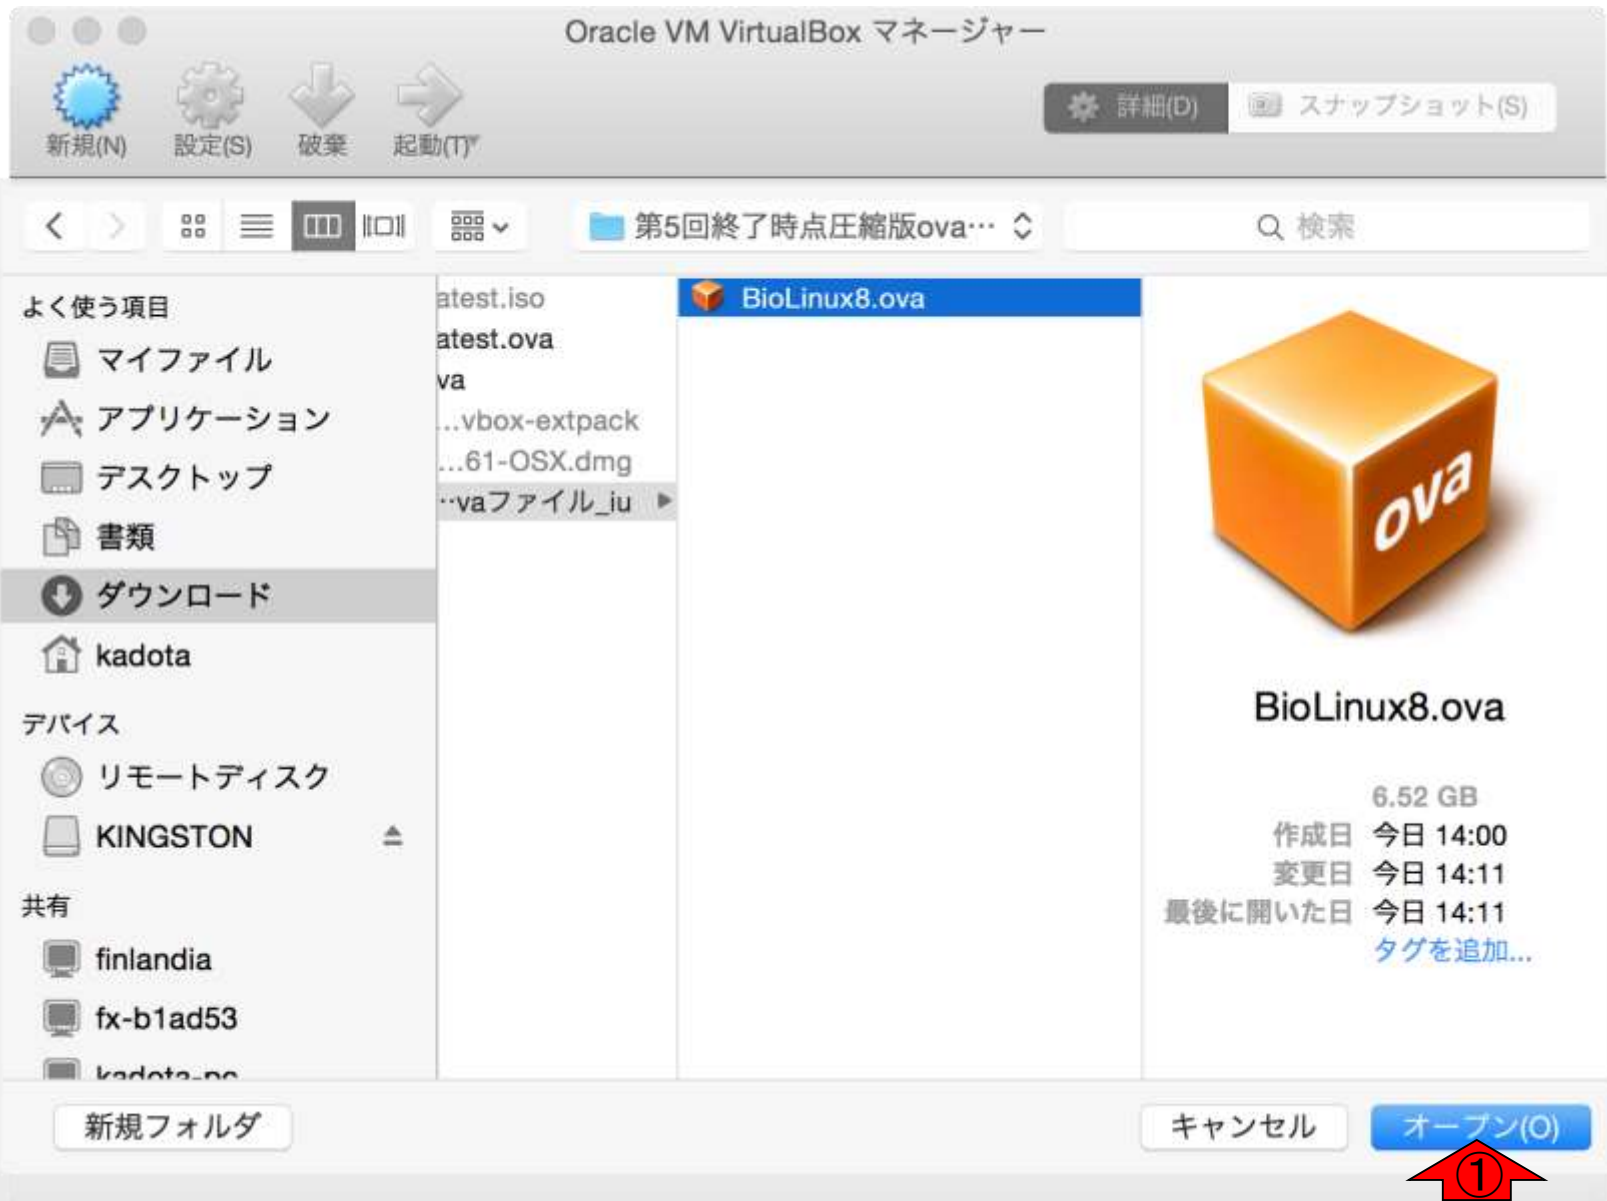 Oracle VM VirtualBox マネージャー
新規(N)
設定(S)
破棄
起動(T)
詳細(D)
スナップショット(S)
第5回終了時点圧縮版ova…
検索
よく使う項目
マイファイル
アプリケーション
デスクトップ
書類
ダウンロード
kadota
デバイス
リモートディスク
KINGSTON
共有
finlandia
fx-b1ad53
kadota-pc
atest.iso
atest.ova
va
…vbox-extpack
…61-OSX.dmg
…vaファイル_iu
BioLinux8.ova
ova
BioLinux8.ova
6.52 GB
作成日 今日 14:00
変更日 今日 14:11
最後に開いた日 今日 14:11
タグを追加...
新規フォルダ
キャンセル
オープン(O)
①